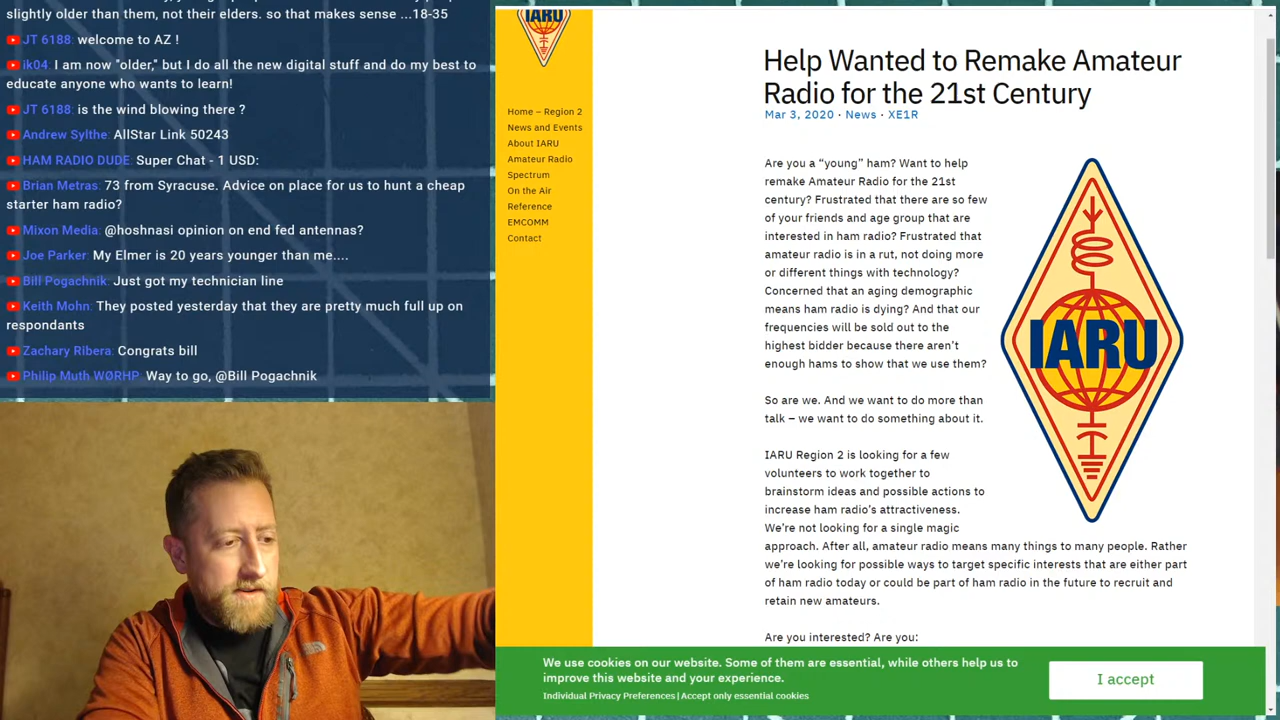 slightly older than them, not their elders. so that makes sense ...18-35
JT 6188: welcome to AZ !
ik04: I am now "older," but I do all the new digital stuff and do my best to
educate anyone who wants to learn!
JT 6188: is the wind blowing there ?
Andrew Sylthe: AllStar Link 50243
HAM RADIO DUDE: Super Chat - 1 USD:
Brian Metras: 73 from Syracuse. Advice on place for us to hunt a cheap
starter ham radio?
Mixon Media: @hoshnasi opinion on end fed antennas?
Joe Parker: My Elmer is 20 years younger than me....
Bill Pogachnik: Just got my technician line
Keith Mohn: They posted yesterday that they are pretty much full up on
respondants
Zachary Ribera: Congrats bill
Philip Muth WØRHP: Way to go, @Bill Pogachnik
IARU
Home – Region 2
News and Events
About IARU
Amateur Radio
Spectrum
On the Air
Reference
EMCOMM
Contact
Help Wanted to Remake Amateur
Radio for the 21st Century
Mar 3, 2020 · News · XE1R
Are you a “young” ham? Want to help
remake Amateur Radio for the 21st
century? Frustrated that there are so few
of your friends and age group that are
interested in ham radio? Frustrated that
amateur radio is in a rut, not doing more
or different things with technology?
Concerned that an aging demographic
means ham radio is dying? And that our
frequencies will be sold out to the
highest bidder because there aren’t
enough hams to show that we use them?
So are we. And we want to do more than
talk – we want to do something about it.
IARU Region 2 is looking for a few
volunteers to work together to
brainstorm ideas and possible actions to
increase ham radio’s attractiveness.
We’re not looking for a single magic
approach. After all, amateur radio means many things to many people. Rather
we’re looking for possible ways to target specific interests that are either part
of ham radio today or could be part of ham radio in the future to recruit and
retain new amateurs.
Are you interested? Are you:
IARU
We use cookies on our website. Some of them are essential, while others help us to
improve this website and your experience.
Individual Privacy Preferences | Accept only essential cookies
I accept